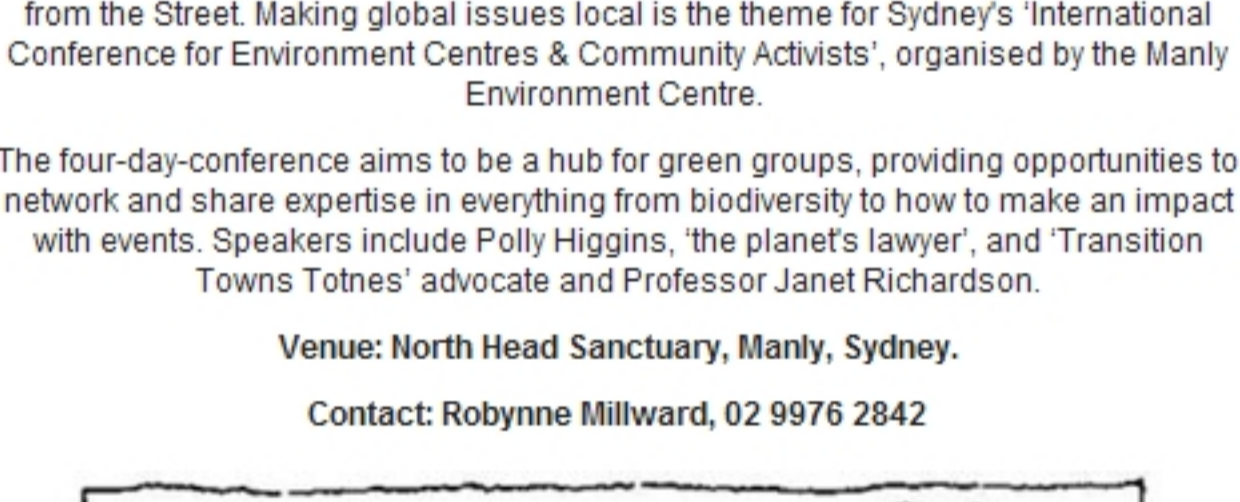 from the Street. Making global issues local is the theme for Sydney's ‘International
Conference for Environment Centres & Community Activists’, organised by the Manly
Environment Centre.
The four-day-conference aims to be a hub for green groups, providing opportunities to
network and share expertise in everything from biodiversity to how to make an impact
with events. Speakers include Polly Higgins, ‘the planet's lawyer’, and ‘Transition
Towns Totnes’ advocate and Professor Janet Richardson.
Venue: North Head Sanctuary, Manly, Sydney.
Contact: Robynne Millward, 02 9976 2842